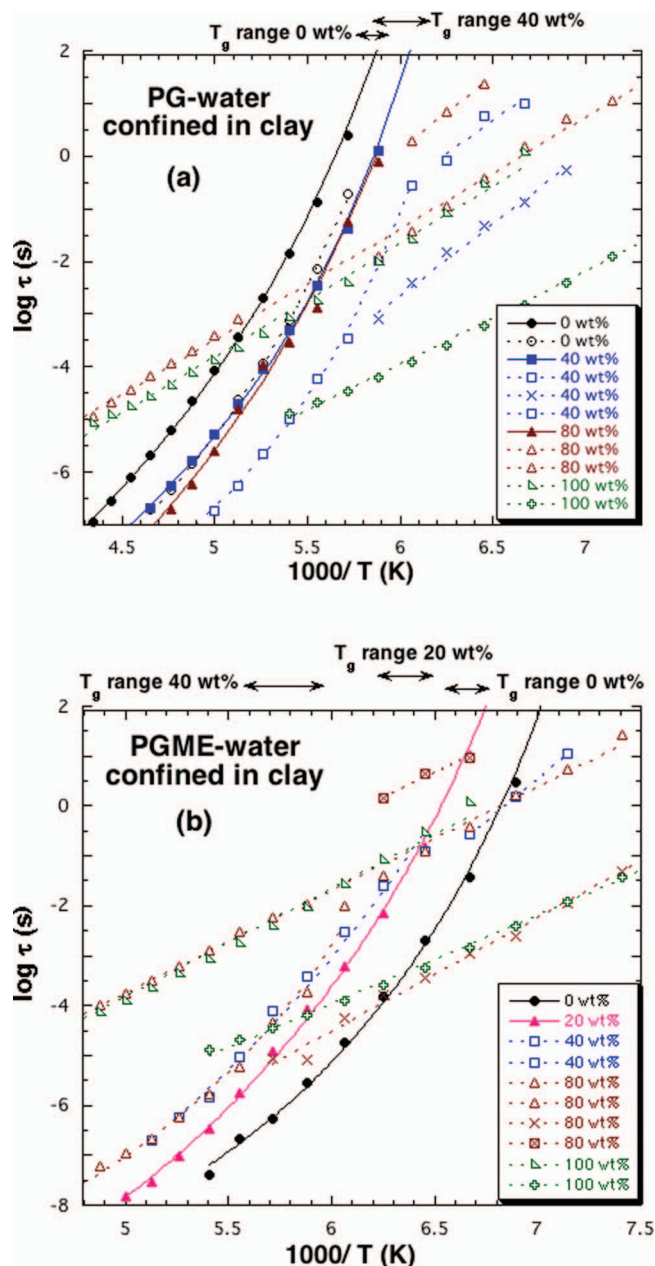 T_g range 0 wt% T_g range 40 wt%
2
PG-water
confined in clay
0
(a)
-2
log τ (s)
-4
-6
0 wt%
0 wt%
40 wt%
40 wt%
40 wt%
40 wt%
80 wt%
80 wt%
80 wt%
100 wt%
100 wt%
4.5 5 5.5 6 6.5 7
1000/ T (K)
T_g range 20 wt%
T_g range 40 wt% T_g range 0 wt%
2
PGME-water
confined in clay
0
(b)
-2
log τ (s)
-4
-6
-8
0 wt%
20 wt%
40 wt%
40 wt%
80 wt%
80 wt%
80 wt%
80 wt%
100 wt%
100 wt%
5 5.5 6 6.5 7 7.5
1000/ T (K)